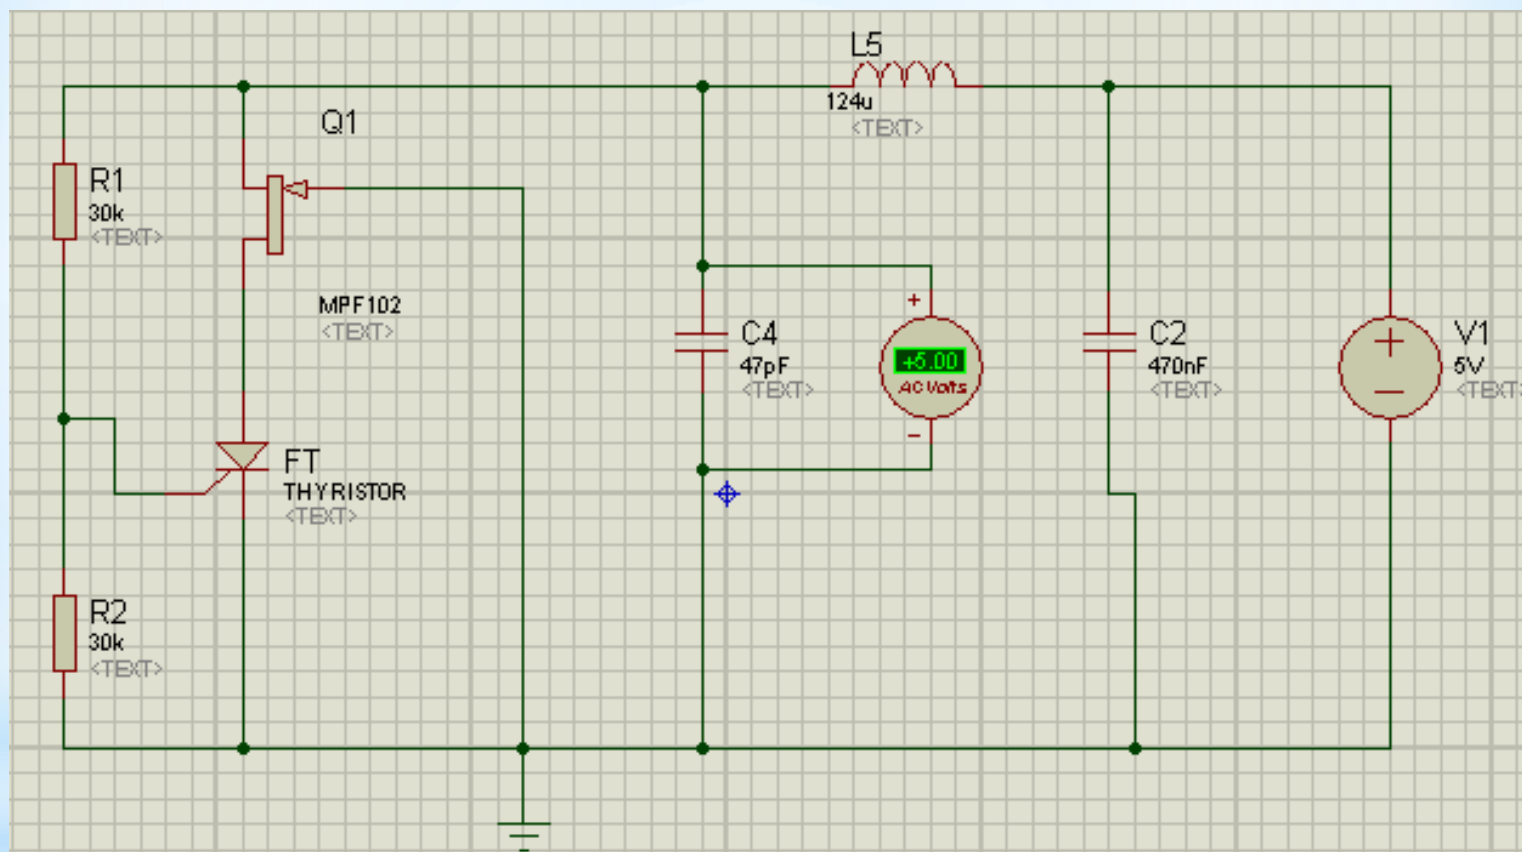 L5
124u
<TEXT>
Q1
R1
30k
<TEXT>
MPF102
<TEXT>
+
C4
47pF
<TEXT>
+5.00
AC Volts
−
C2
470nF
<TEXT>
+
−
V1
5V
<TEXT>
FT
THYRISTOR
<TEXT>
R2
30k
<TEXT>